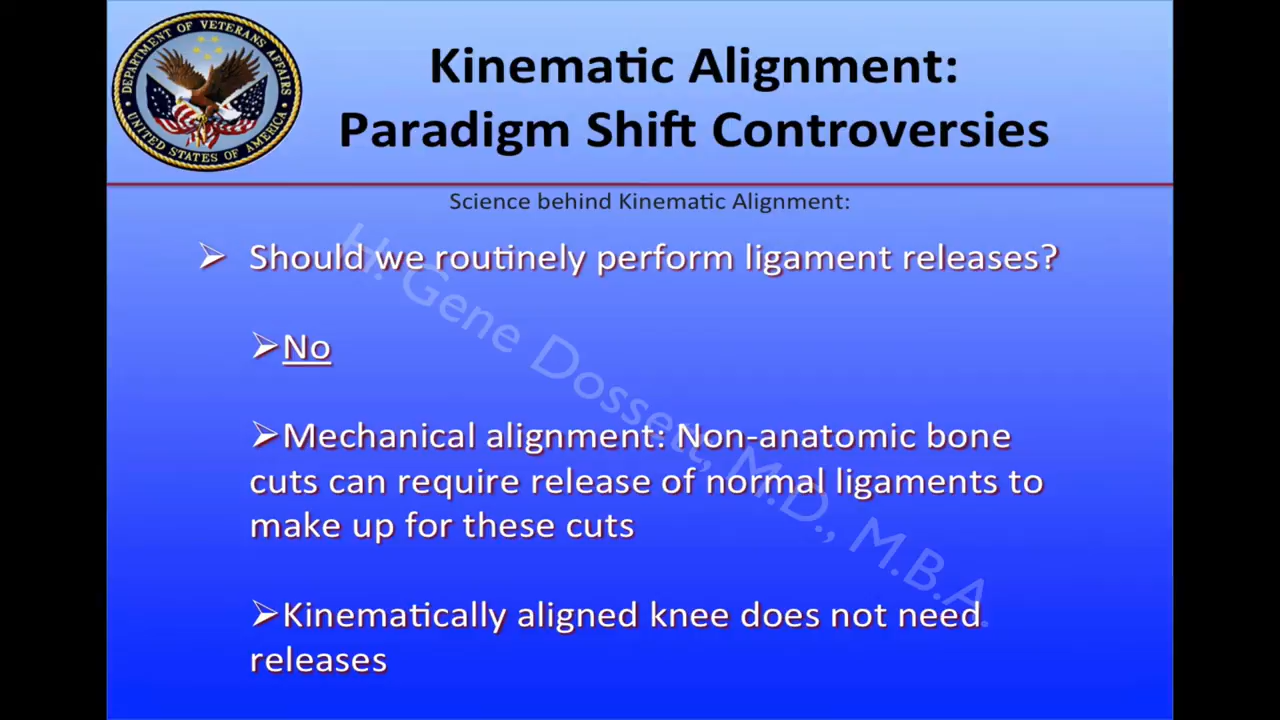 DEPARTMENT OF VETERANS AFFAIRS
UNITED STATES OF AMERICA
Kinematic Alignment:
Paradigm Shift Controversies
Science behind Kinematic Alignment:
➢ Should we routinely perform ligament releases?
➢No
➢Mechanical alignment: Non-anatomic bone
cuts can require release of normal ligaments to
make up for these cuts
➢Kinematically aligned knee does not need
releases
H. Gene Dossett, M.D., M.B.A.